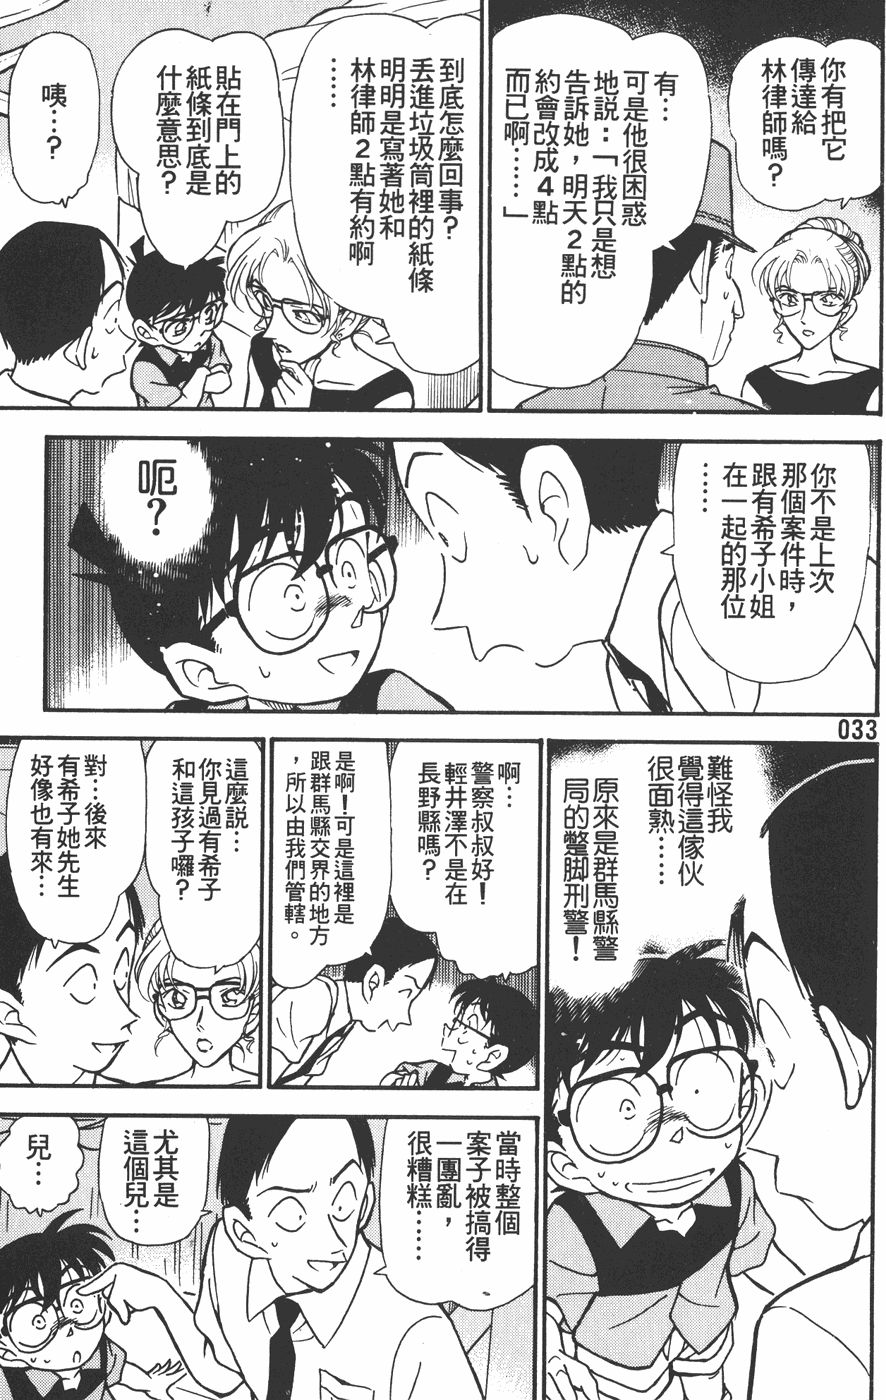 你有把它
傳達給
林律師嗎？
有…
可是他很困惑
地説：「我只是想
告訴她，明天2點的
約會改成4點
而已啊……」
到底怎麼回事？
丟進垃圾筒裡的紙條
明明是寫著她和
林律師2點有約啊
……
貼在門上的
紙條到底是
什麼意思？
咦…？
你不是上次
那個案件時，
跟有希子小姐
在一起的那位
……
呃？
033
難怪我
覺得這傢伙
很面熟……
原來是群馬縣警
局的蹩脚刑警！
啊…
警察叔叔好！
輕井澤不是在
長野縣嗎？
是啊！可是這裡是
跟群馬縣交界的地方
，所以由我們管轄。
這麼説…
你見過有希子
和這孩子囉？
對…後來
有希子她先生
好像也有來…
當時整個
案子被搞得
一團亂，
很糟糕……
尤其是
這個兒…
兒…